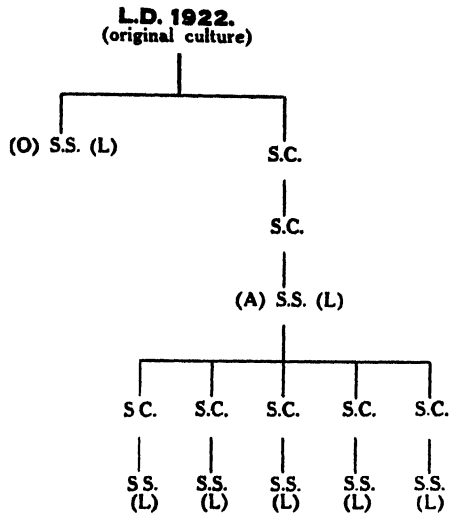 L.D. 1922.
(original culture)
(O) S.S. (L)
S.C.
S.C.
(A) S.S. (L)
S C. S.C. S.C. S.C. S.C.
S.S. S.S. S.S. S.S. S.S.
(L) (L) (L) (L) (L)